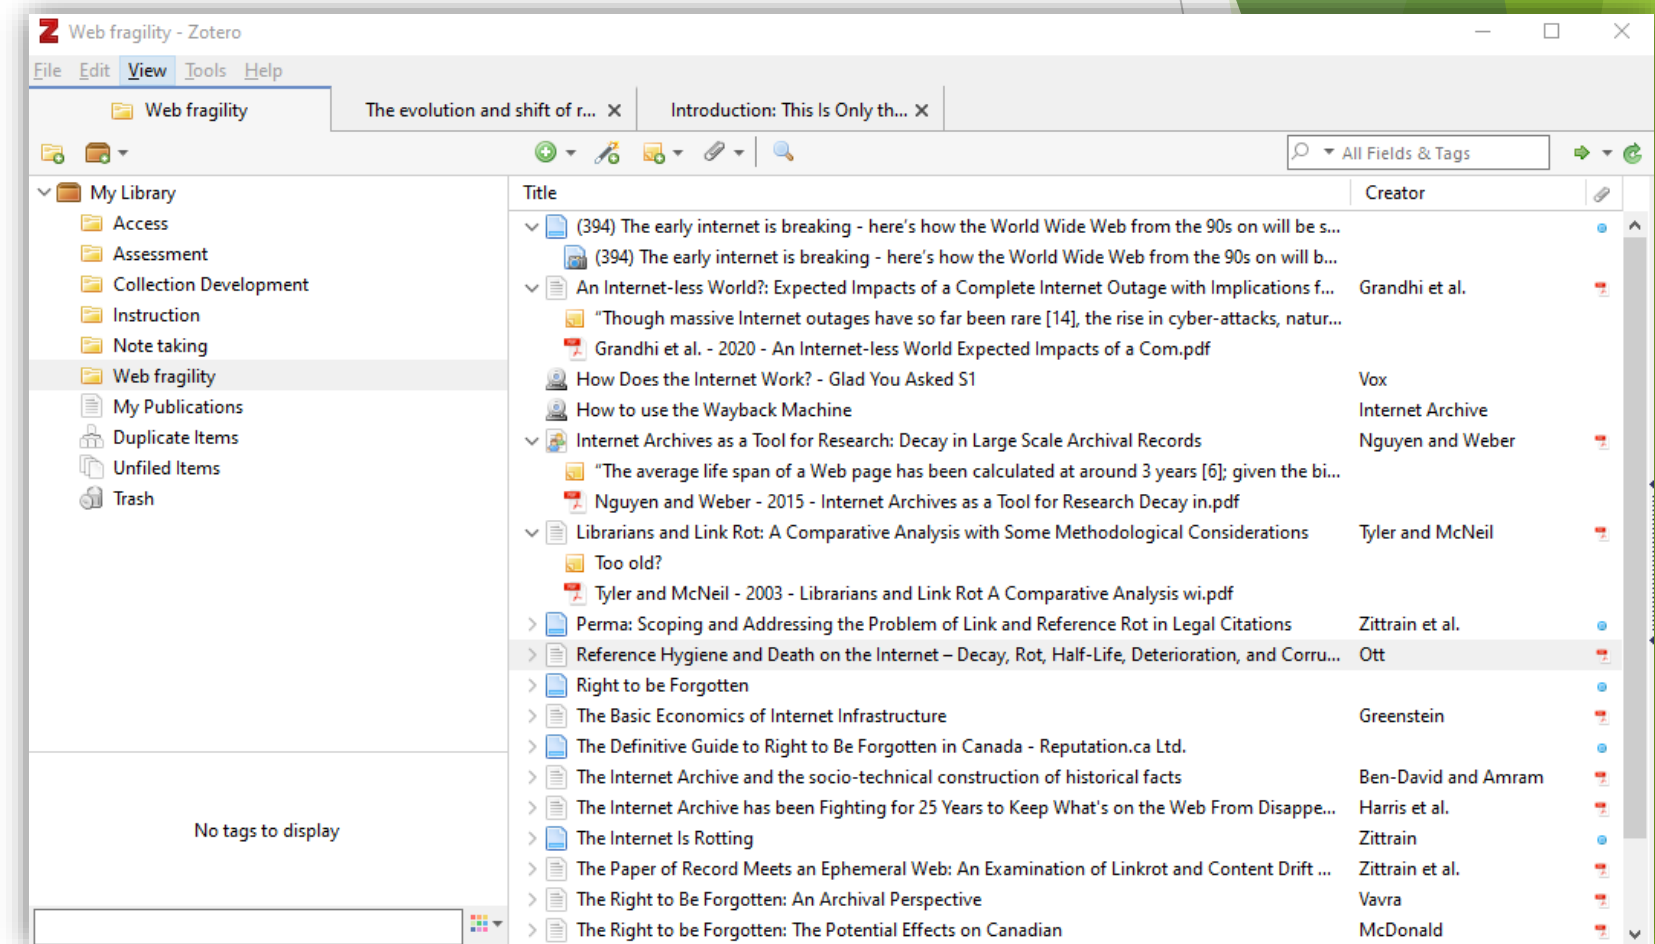 Web fragility - Zotero
File Edit View Tools Help
Web fragility The evolution and shift of r... Introduction: This Is Only th...
All Fields & Tags
My Library
Access
Assessment
Collection Development
Instruction
Note taking
Web fragility
My Publications
Duplicate Items
Unfiled Items
Trash
No tags to display
Title Creator
(394) The early internet is breaking - here's how the World Wide Web from the 90s on will be s...
(394) The early internet is breaking - here's how the World Wide Web from the 90s on will b...
An Internet-less World?: Expected Impacts of a Complete Internet Outage with Implications f... Grandhi et al.
“Though massive Internet outages have so far been rare [14], the rise in cyber-attacks, natur...
Grandhi et al. - 2020 - An Internet-less World Expected Impacts of a Com.pdf
How Does the Internet Work? - Glad You Asked S1 Vox
How to use the Wayback Machine Internet Archive
Internet Archives as a Tool for Research: Decay in Large Scale Archival Records Nguyen and Weber
“The average life span of a Web page has been calculated at around 3 years [6]; given the bi...
Nguyen and Weber - 2015 - Internet Archives as a Tool for Research Decay in.pdf
Librarians and Link Rot: A Comparative Analysis with Some Methodological Considerations Tyler and McNeil
Too old?
Tyler and McNeil - 2003 - Librarians and Link Rot A Comparative Analysis wi.pdf
Perma: Scoping and Addressing the Problem of Link and Reference Rot in Legal Citations Zittrain et al.
Reference Hygiene and Death on the Internet – Decay, Rot, Half-Life, Deterioration, and Corru... Ott
Right to be Forgotten
The Basic Economics of Internet Infrastructure Greenstein
The Definitive Guide to Right to Be Forgotten in Canada - Reputation.ca Ltd.
The Internet Archive and the socio-technical construction of historical facts Ben-David and Amram
The Internet Archive has been Fighting for 25 Years to Keep What's on the Web From Disappe... Harris et al.
The Internet Is Rotting Zittrain
The Paper of Record Meets an Ephemeral Web: An Examination of Linkrot and Content Drift ... Zittrain et al.
The Right to Be Forgotten: An Archival Perspective Vavra
The Right to be Forgotten: The Potential Effects on Canadian McDonald